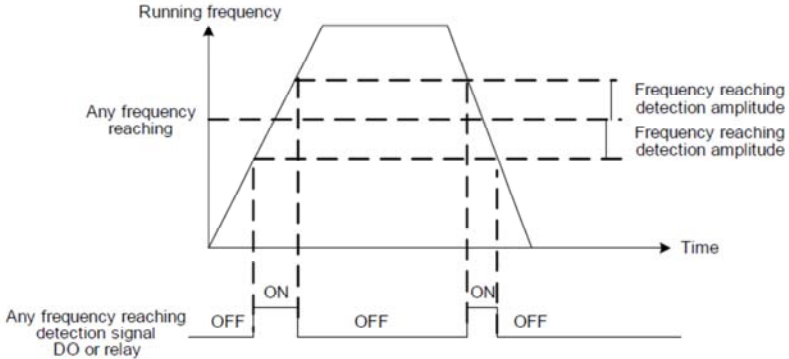 Running frequency
Any frequency
reaching
Frequency reaching
detection amplitude
Frequency reaching
detection amplitude
Time
ON
ON
Any frequency reaching
detection signal
DO or relay
OFF
OFF
OFF